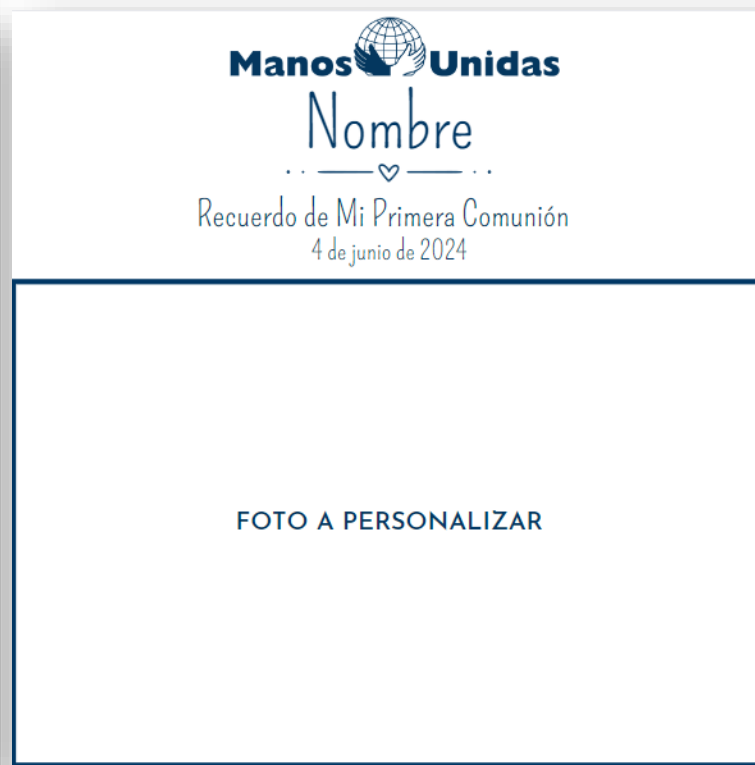 Manos Unidas
Nombre
Recuerdo de Mi Primera Comunión
4 de junio de 2024
FOTO A PERSONALIZAR